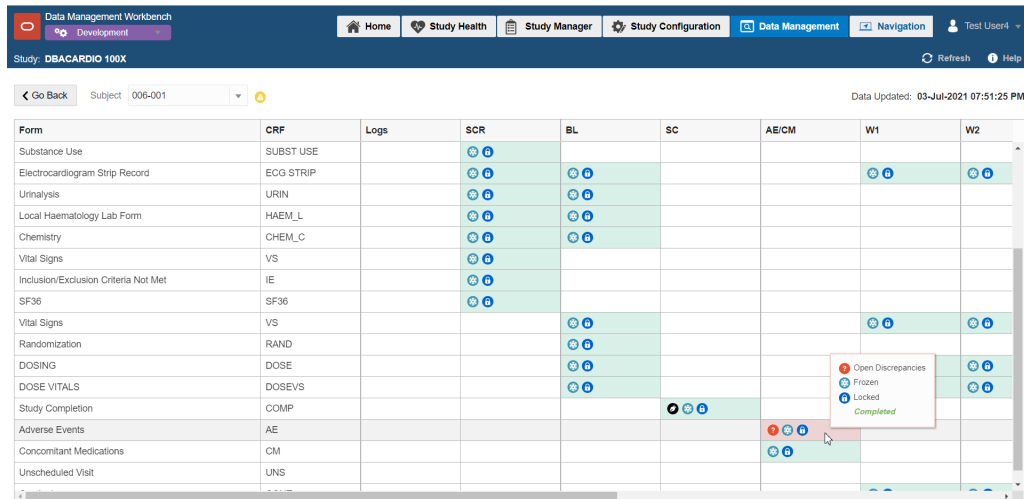 Data Management Workbench
Development
Home
Study Health
Study Manager
Study Configuration
Data Management
Navigation
Test User4
Study: DBACARDIO 100X
Refresh
Help
Go Back
Subject 006-001
Data Updated: 03-Jul-2021 07:51:25 PM
Form CRF Logs SCR BL SC AE/CM W1 W2
Substance Use SUBST USE
Electrocardiogram Strip Record ECG STRIP
Urinalysis URIN
Local Haematology Lab Form HAEM_L
Chemistry CHEM_C
Vital Signs VS
Inclusion/Exclusion Criteria Not Met IE
SF36 SF36
Vital Signs VS
Randomization RAND
DOSING DOSE
DOSE VITALS DOSEVS
Study Completion COMP
Adverse Events AE
Concomitant Medications CM
Unscheduled Visit UNS
Open Discrepancies
Frozen
Locked
Completed